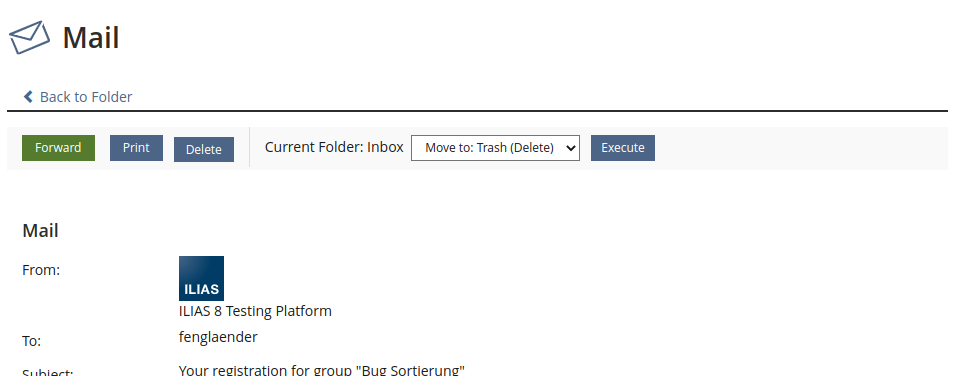 Mail
Back to Folder
Forward Print Delete Current Folder: Inbox Move to: Trash (Delete) Execute
Mail
From:
ILIAS
ILIAS 8 Testing Platform
To: fenglaender
Subject: Your registration for group "Bug Sortierung"